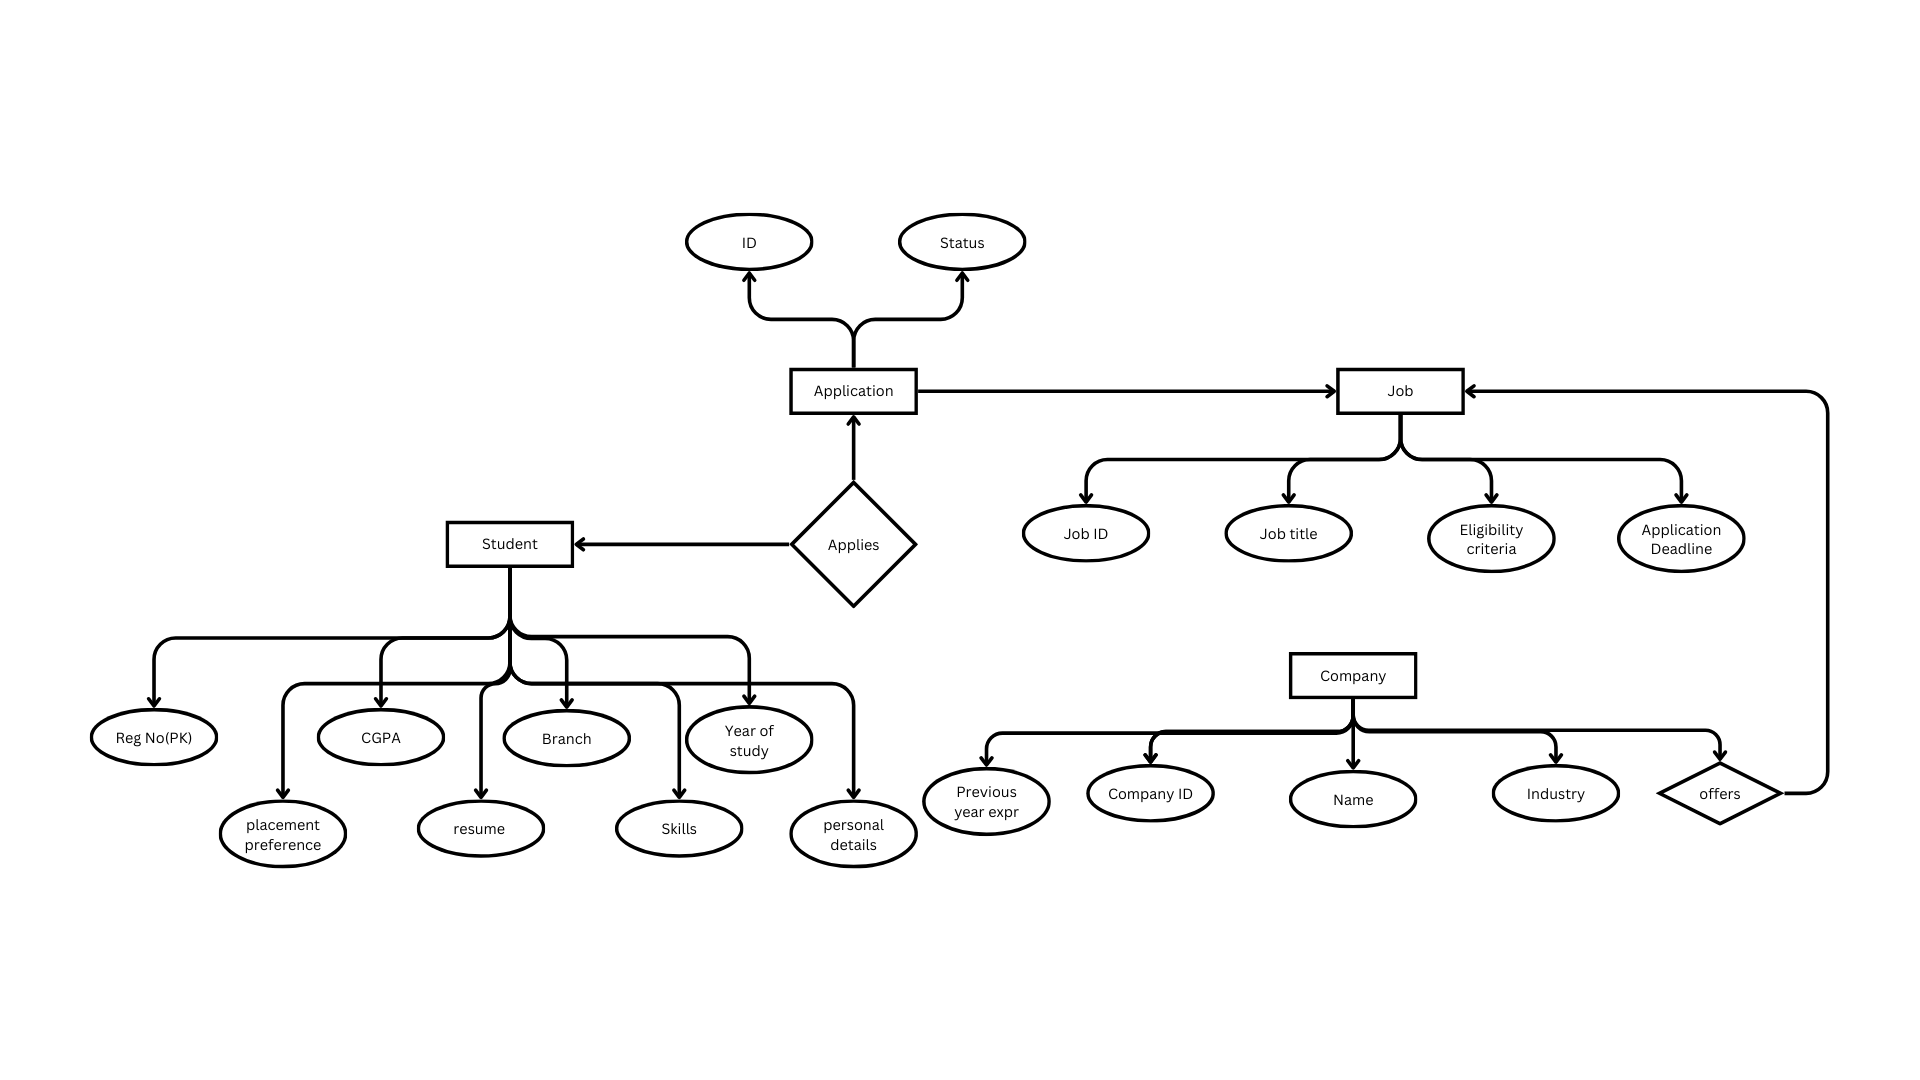 ID
Status
Application
Job
Job ID
Job title
Eligibility
criteria
Application
Deadline
Student
Applies
Company
Reg No(PK)
CGPA
Branch
Year of
study
placement
preference
resume
Skills
personal
details
Previous
year expr
Company ID
Name
Industry
offers